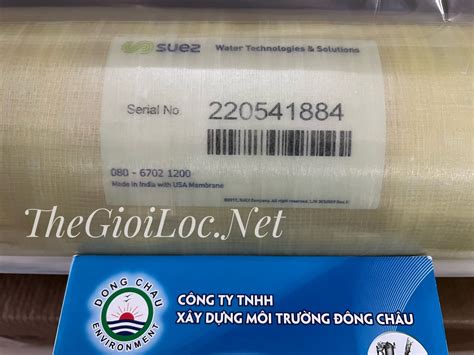 suez Water Technologies & Solutions
Serial No 220541884
080 - 6702 1200
Made in India with USA Membrane
TheGioiLoc.Net
DONG CHAU
ENVIRONMENT
CÔNG TY TNHH
XÂY DỰNG MÔI TRƯỜNG ĐÔNG CHÂU